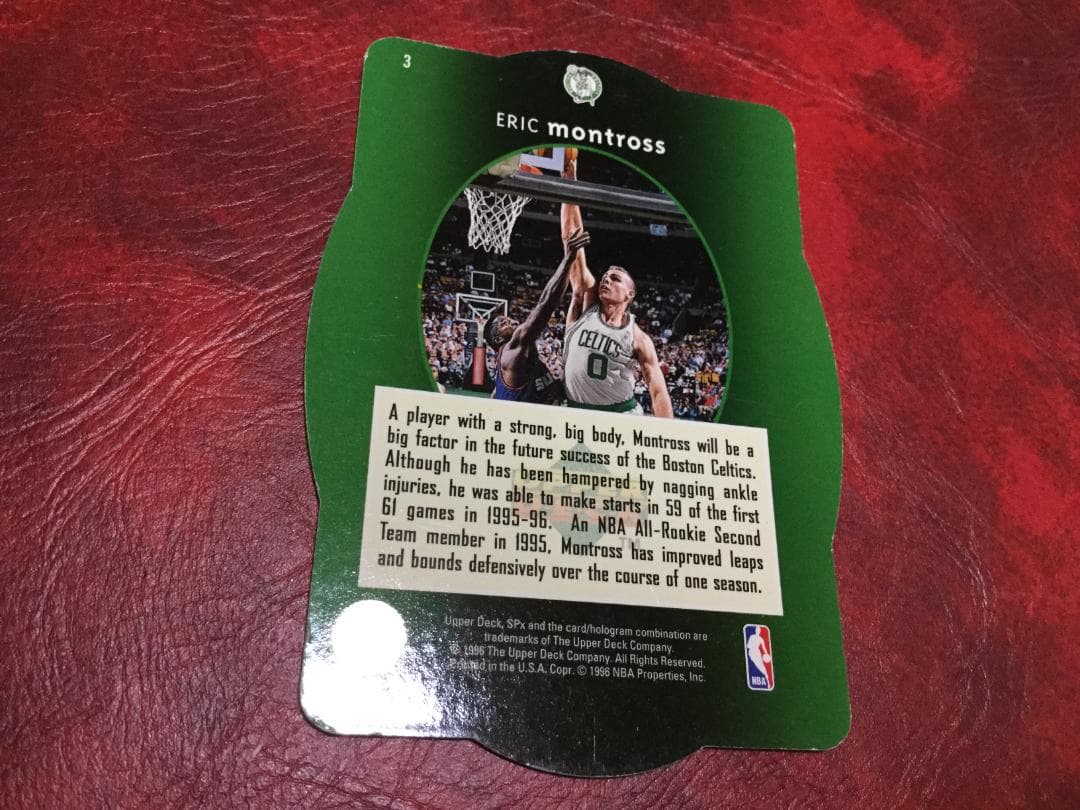 3
ERIC montross
CELTICS
0
A player with a strong, big body, Montross will be a
big factor in the future success of the Boston Celtics.
Although he has been hampered by nagging ankle
injuries, he was able to make starts in 59 of the first
61 games in 1995-96. An NBA All-Rookie Second
Team member in 1995, Montross has improved leaps
and bounds defensively over the course of one season.
TM
Upper Deck, SPx and the card/hologram combination are
trademarks of The Upper Deck Company.
© 1996 The Upper Deck Company. All Rights Reserved.
Printed in the U.S.A. Copr. © 1996 NBA Properties, Inc.
NBA